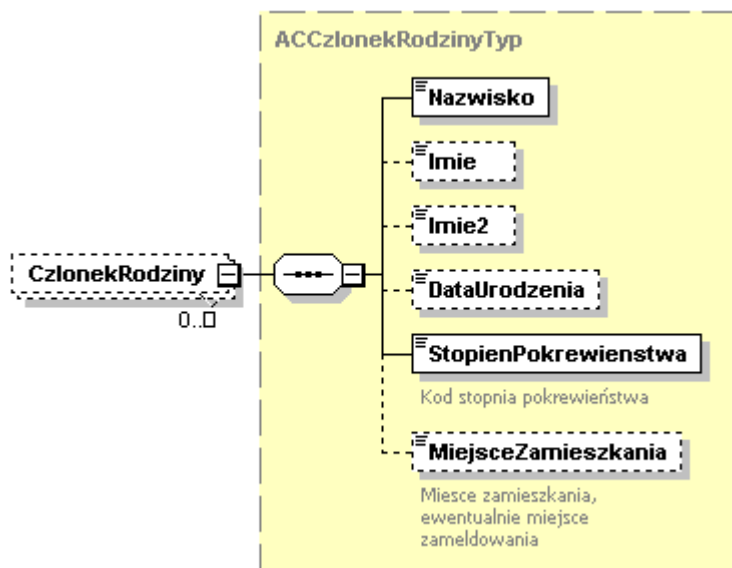 ACCzlonekRodzinyTyp
Nazwisko
Imie
Imie2
CzlonekRodziny
0..
DataUrodzenia
StopienPokrewienstwa
Kod stopnia pokrewieństwa
MiejsceZamieszkania
Miesce zamieszkania,
ewentualnie miejsce
zameldowania